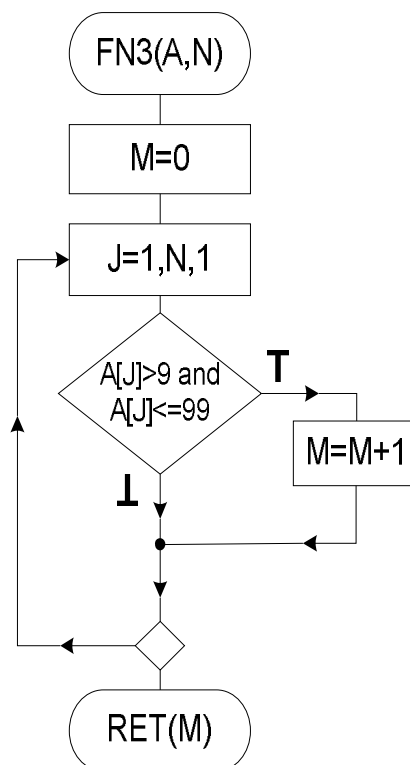 FN3(A,N)
M=0
J=1,N,1
A[J]>9 and
A[J]<=99
T
M=M+1
⊥
RET(M)